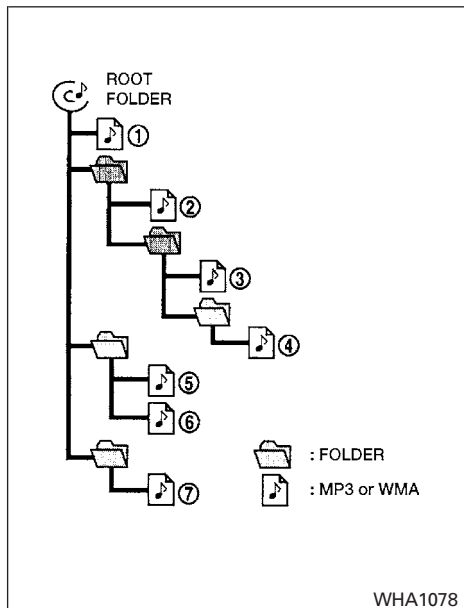 ROOT
FOLDER
①
②
③
④
⑤
⑥
⑦
: FOLDER
: MP3 or WMA
WHA1078